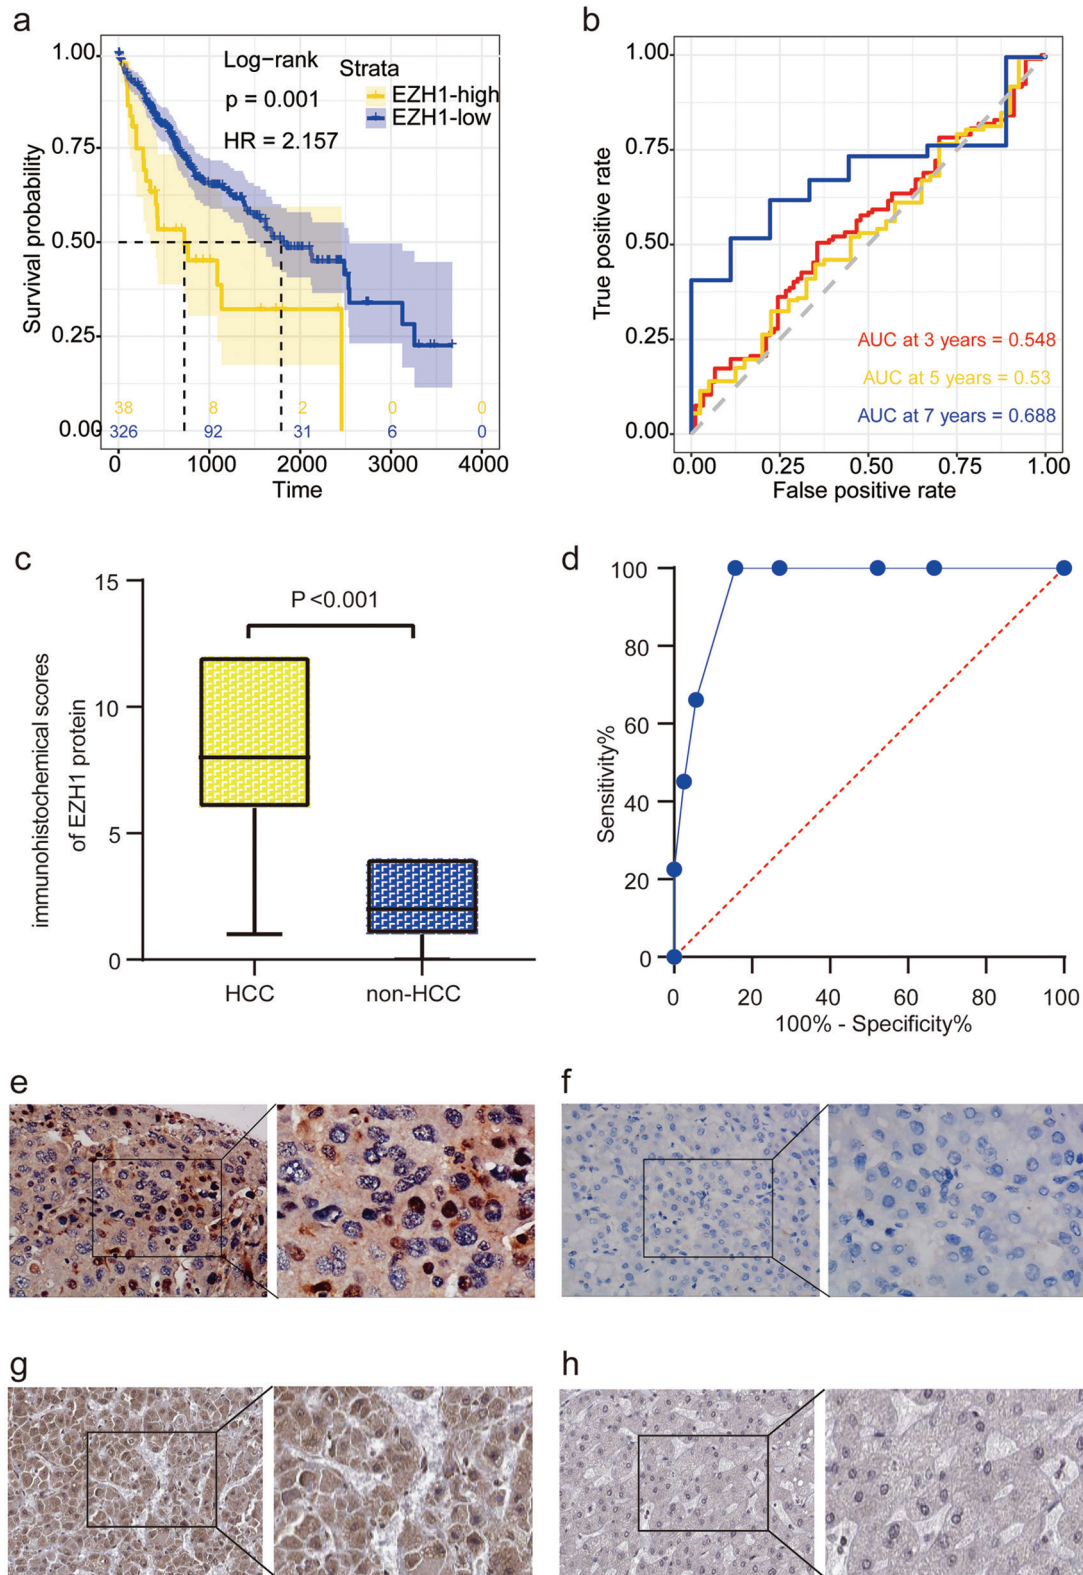 a
1.00
0.75
0.50
0.25
0.00
Survival probability
Log-rank
p = 0.001
HR = 2.157
Strata
EZH1-high
EZH1-low
38 8 2 0 0
326 92 31 6 0
0 1000 2000 3000 4000
Time
b
1.00
0.75
0.50
0.25
0.00
True positive rate
AUC at 3 years = 0.548
AUC at 5 years = 0.53
AUC at 7 years = 0.688
0.00 0.25 0.50 0.75 1.00
False positive rate
c
15
10
5
0
immunohistochemical scores
of EZH1 protein
P <0.001
HCC non-HCC
d
100
80
60
40
20
0
Sensitivity%
0 20 40 60 80 100
100% - Specificity%
e
f
g
h